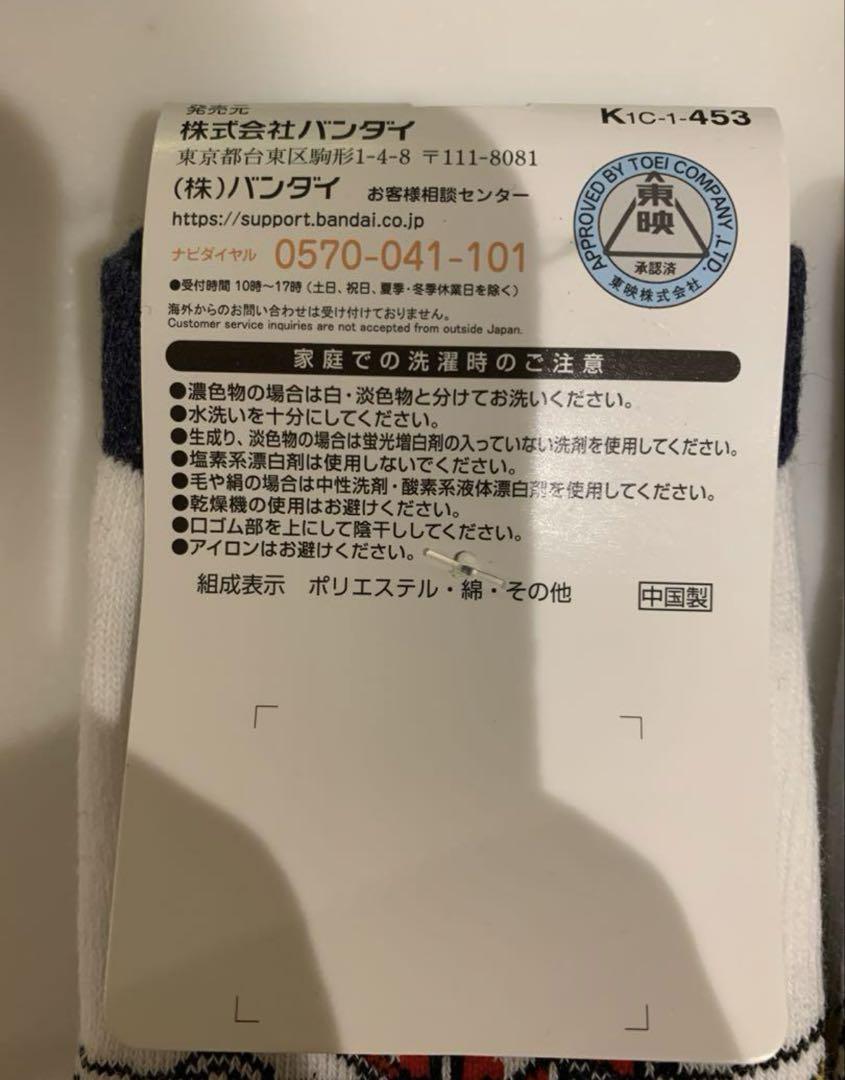 発売元
株式会社バンダイ
東京都台東区駒形1-4-8 〒111-8081
(株)バンダイ お客様相談センター
https://support.bandai.co.jp
ナビダイヤル 0570-041-101
●受付時間 10時〜17時(土日、祝日、夏季・冬季休業日を除く)
海外からのお問い合わせは受け付けておりません。
Customer service inquiries are not accepted from outside Japan.
K1C-1-453
APPROVED BY TOEI COMPANY,LTD.
東映
承認済
東映株式会社
家庭での洗濯時のご注意
●濃色物の場合は白・淡色物と分けてお洗いください。
●水洗いを十分にしてください。
●生成り、淡色物の場合は蛍光増白剤の入っていない洗剤を使用してください。
●塩素系漂白剤は使用しないでください。
●毛や絹の場合は中性洗剤・酸素系液体漂白剤を使用してください。
●乾燥機の使用はお避けください。
●口ゴム部を上にして陰干ししてください。
●アイロンはお避けください。
組成表示 ポリエステル・綿・その他
中国製